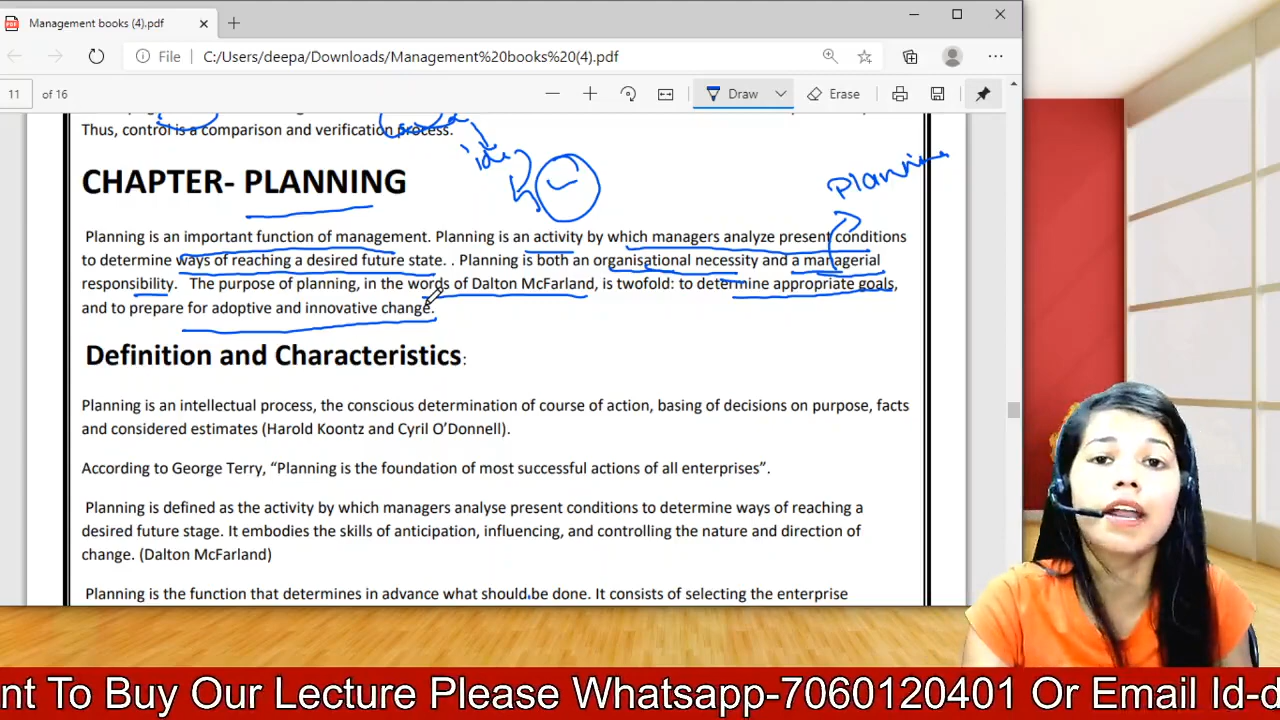 Management books (4).pdf
File
C:/Users/deepa/Downloads/Management%20books%20(4).pdf
11 of 16
Draw
Erase
Thus, control is a comparison and verification process.
CHAPTER- PLANNING
planning
Planning is an important function of management. Planning is an activity by which managers analyze present conditions
to determine ways of reaching a desired future state. . Planning is both an organisational necessity and a managerial
responsibility. The purpose of planning, in the words of Dalton McFarland, is twofold: to determine appropriate goals,
and to prepare for adoptive and innovative change.
Definition and Characteristics:
Planning is an intellectual process, the conscious determination of course of action, basing of decisions on purpose, facts
and considered estimates (Harold Koontz and Cyril O’Donnell).
According to George Terry, “Planning is the foundation of most successful actions of all enterprises”.
Planning is defined as the activity by which managers analyse present conditions to determine ways of reaching a
desired future stage. It embodies the skills of anticipation, influencing, and controlling the nature and direction of
change. (Dalton McFarland)
Planning is the function that determines in advance what should be done. It consists of selecting the enterprise
nt To Buy Our Lecture Please Whatsapp-7060120401 Or Email Id-d